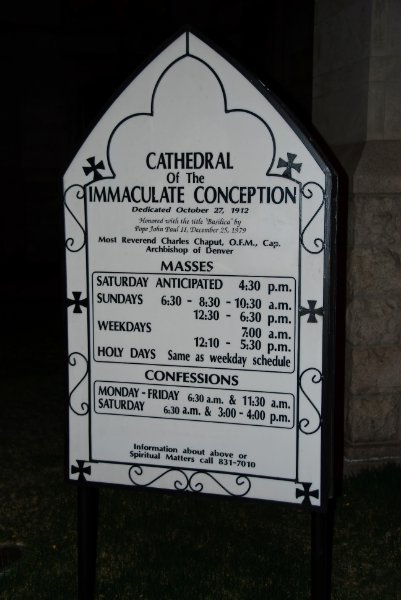 CATHEDRAL
Of The
IMMACULATE CONCEPTION
Dedicated October 27, 1912
Honored with the title 'Basilica' by
Pope John Paul II, December 25, 1979
Most Reverend Charles Chaput, O.F.M., Cap.
Archbishop of Denver
MASSES
SATURDAY ANTICIPATED 4:30 p.m.
SUNDAYS 6:30 - 8:30 - 10:30 a.m.
12:30 - 6:30 p.m.
WEEKDAYS 7:00 a.m.
12:10 - 5:30 p.m.
HOLY DAYS Same as weekday schedule
CONFESSIONS
MONDAY - FRIDAY 6:30 a.m. & 11:30 a.m.
SATURDAY 6:30 a.m. & 3:00 - 4:00 p.m.
Information about above or
Spiritual Matters call 831-7010